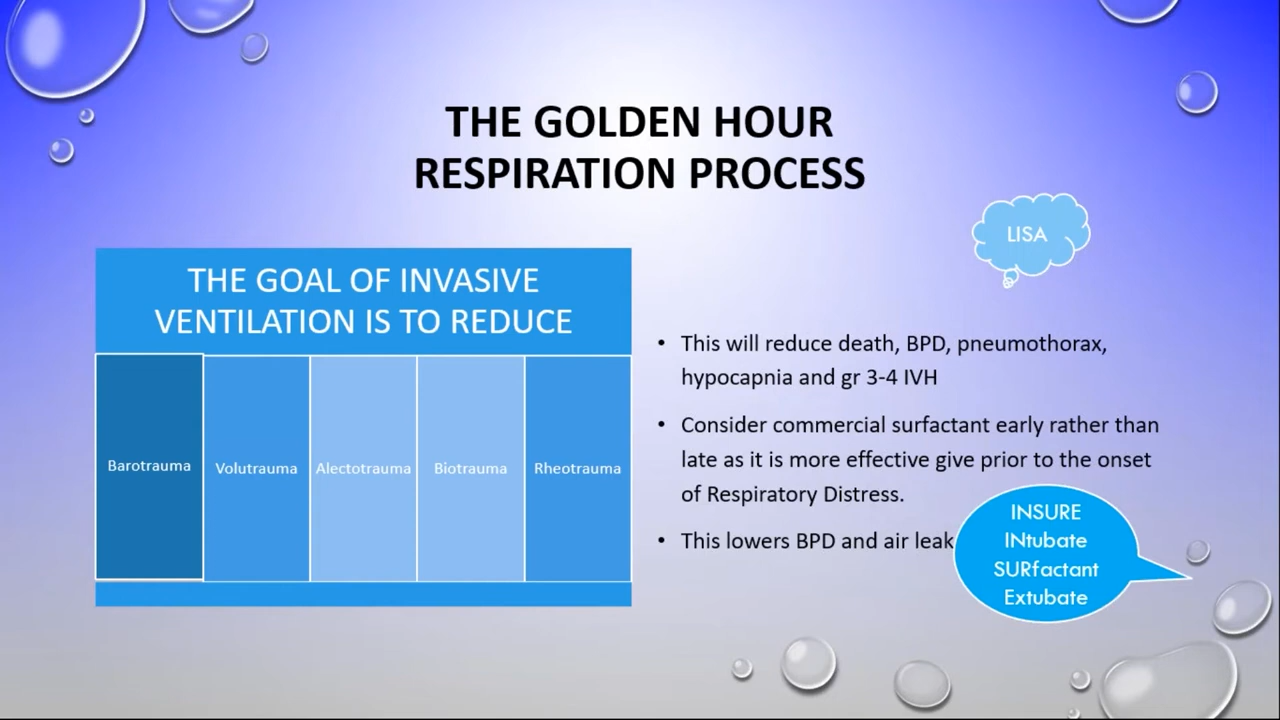 THE GOLDEN HOUR
RESPIRATION PROCESS
LISA
THE GOAL OF INVASIVE
VENTILATION IS TO REDUCE
Barotrauma
Volutrauma
Alectotrauma
Biotrauma
Rheotrauma
• This will reduce death, BPD, pneumothorax,
hypocapnia and gr 3-4 IVH
• Consider commercial surfactant early rather than
late as it is more effective give prior to the onset
of Respiratory Distress.
• This lowers BPD and air leak
INSURE
INtubate
SURfactant
Extubate